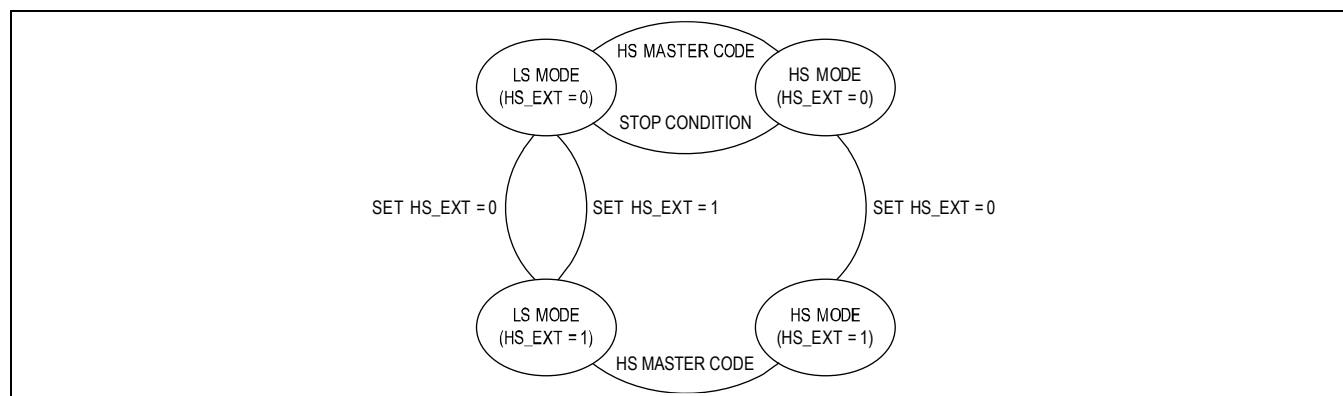 HS MASTER CODE
LS MODE
(HS_EXT = 0)
HS MODE
(HS_EXT = 0)
STOP CONDITION
SET HS_EXT = 0
SET HS_EXT = 1
SET HS_EXT = 0
LS MODE
(HS_EXT = 1)
HS MODE
(HS_EXT = 1)
HS MASTER CODE